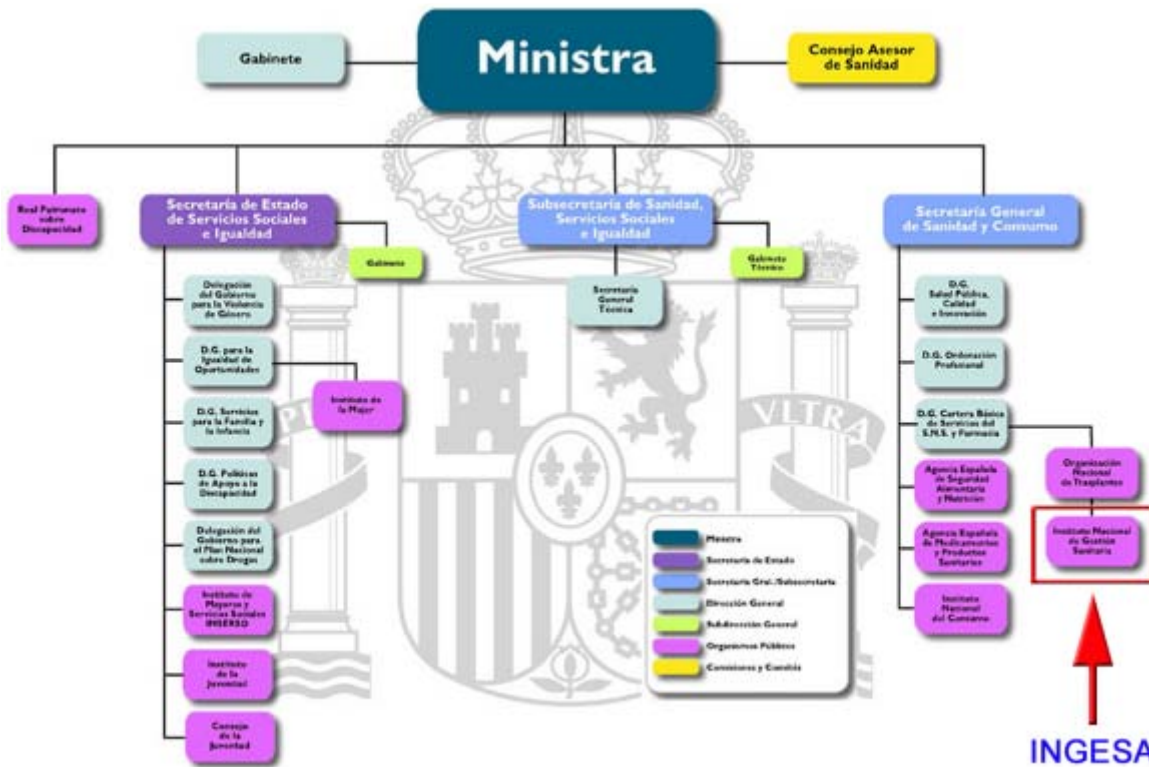 Ministra
Gabinete
Consejo Asesor
de Sanidad
Real Patronato
sobre
Discapacidad
Secretaría de Estado
de Servicios Sociales
e Igualdad
Gabinete
Subsecretaría de Sanidad,
Servicios Sociales
e Igualdad
Gabinete
Técnico
Secretaría General
de Sanidad y Consumo
Delegación
del Gobierno
para la Violencia
de Género
D.G. para la
Igualdad de
Oportunidades
Instituto de
la Mujer
D.G. Servicios
para la Familia y
la Infancia
D.G. Políticas
de Apoyo a la
Discapacidad
Delegación del
Gobierno para
el Plan Nacional
sobre Drogas
Instituto de
Mayores y
Servicios Sociales
IMSERSO
Instituto
de la
Juventud
Consejo
de la
Juventud
Secretaría
General
Técnica
D.G.
Salud Pública,
Calidad
e Innovación
D.G. Ordenación
Profesional
D.G. Cartera Básica
de Servicios del
S.N.S. y Farmacia
Organización
Nacional
de Trasplantes
Instituto Nacional
de Gestión
Sanitaria
Agencia Española
de Seguridad
Alimentaria
y Nutrición
Agencia Española
de Medicamentos
y Productos
Sanitarios
Instituto
Nacional
del Consumo
Ministra
Secretaría de Estado
Secretaría Gral./Subsecretaría
Dirección General
Subdirección General
Organismos Públicos
Comisiones y Comités
VLTRA
INGESA